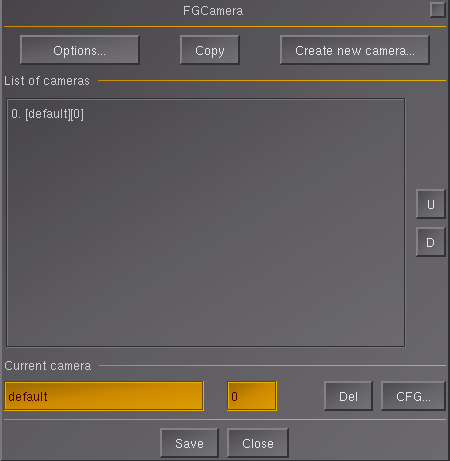 FGCamera
Options... Copy Create new camera...
List of cameras
0. [default][0]
U
D
Current camera
default 0 Del CFG...
Save Close